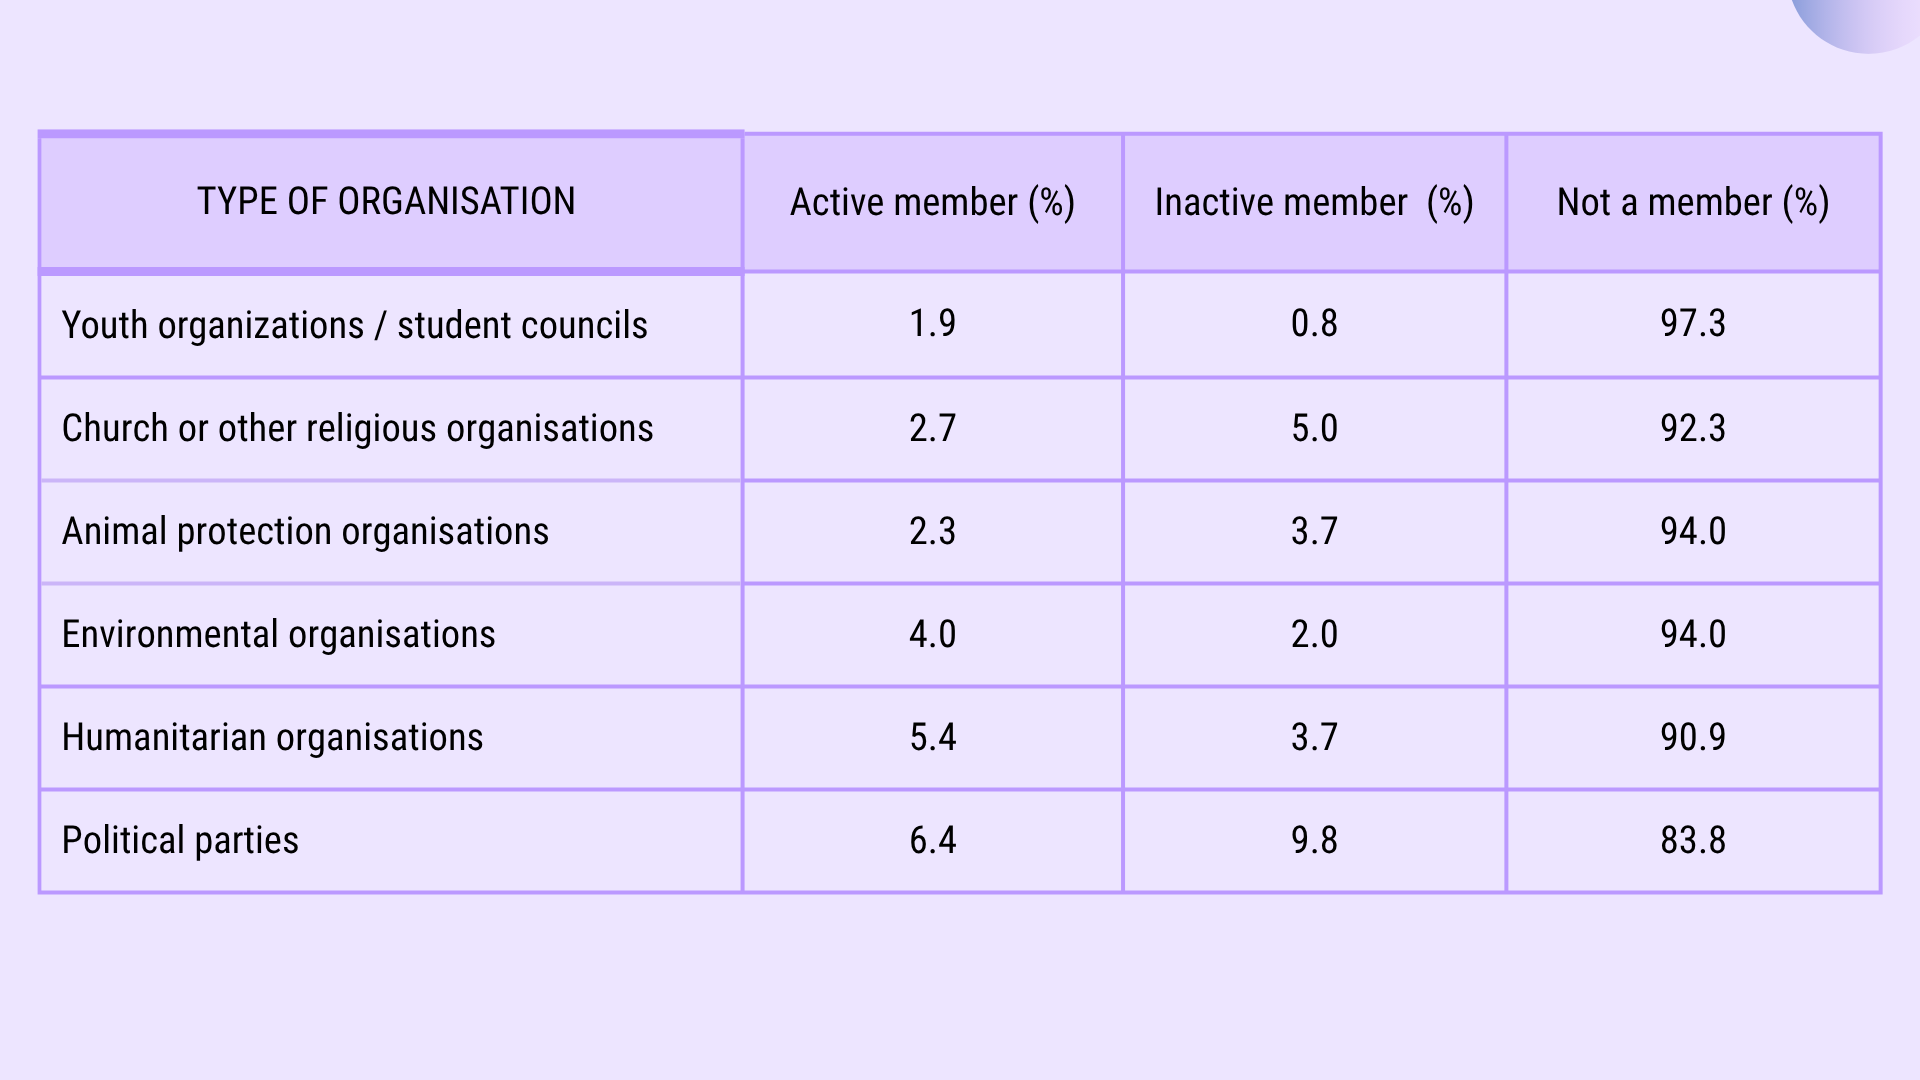 TYPE OF ORGANISATION Active member (%) Inactive member (%) Not a member (%)
Youth organizations / student councils 1.9 0.8 97.3
Church or other religious organisations 2.7 5.0 92.3
Animal protection organisations 2.3 3.7 94.0
Environmental organisations 4.0 2.0 94.0
Humanitarian organisations 5.4 3.7 90.9
Political parties 6.4 9.8 83.8